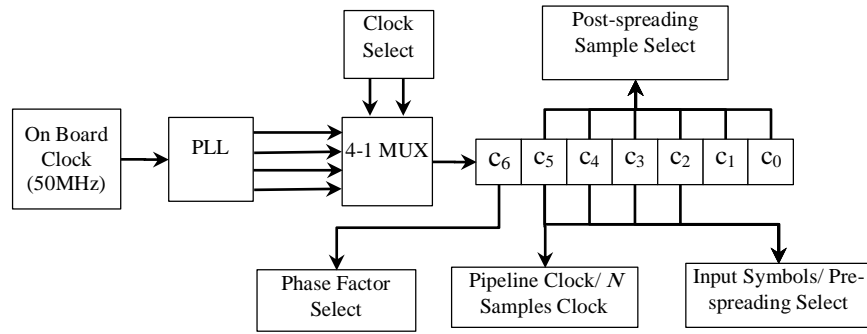 Clock
Select
Post-spreading
Sample Select
On Board
Clock
(50MHz)
PLL
4-1 MUX
c6 c5 c4 c3 c2 c1 c0
Phase Factor
Select
Pipeline Clock/ N
Samples Clock
Input Symbols/ Pre-
spreading Select